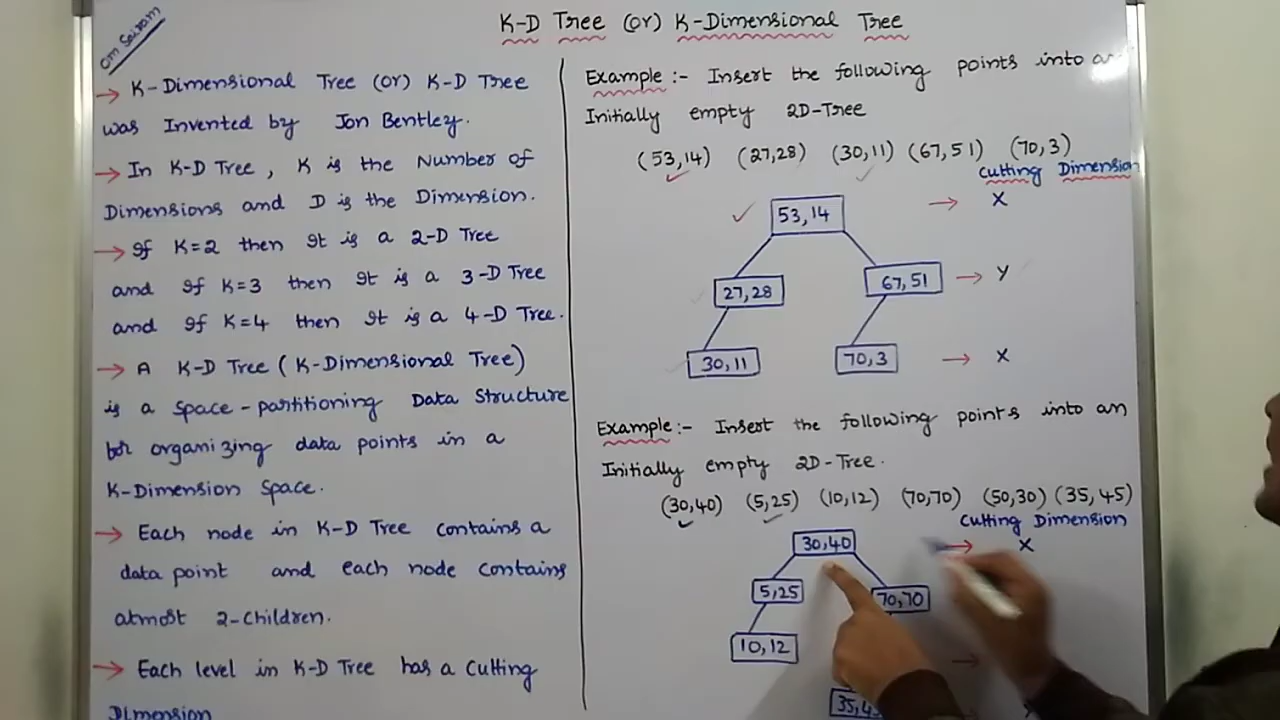 K-D Tree (or) K-Dimensional Tree
om Sairam
→ K-Dimensional Tree (or) K-D Tree
was Invented by Jon Bentley.
→ In K-D Tree, K is the Number of
Dimensions and D is the Dimension.
→ If K=2 then It is a 2-D Tree
and If K=3 then It is a 3-D Tree
and If K=4 then It is a 4-D Tree.
→ A K-D Tree (K-Dimensional Tree)
is a Space-partitioning Data Structure
for organizing data points in a
K-Dimension Space.
→ Each node in K-D Tree contains a
data point and each node contains
atmost 2-children.
→ Each level in K-D Tree has a Cutting
Dimension
Example:- Insert the following points into an
Initially empty 2D-Tree
(53,14) (27,28) (30,11) (67,51) (70,3)
Cutting Dimension
53,14 → X
27,28 67,51 → Y
30,11 70,3 → X
Example:- Insert the following points into an
Initially empty 2D-Tree.
(30,40) (5,25) (10,12) (70,70) (50,30) (35,45)
Cutting Dimension
30,40 → X
5,25 70,70
10,12
35,45